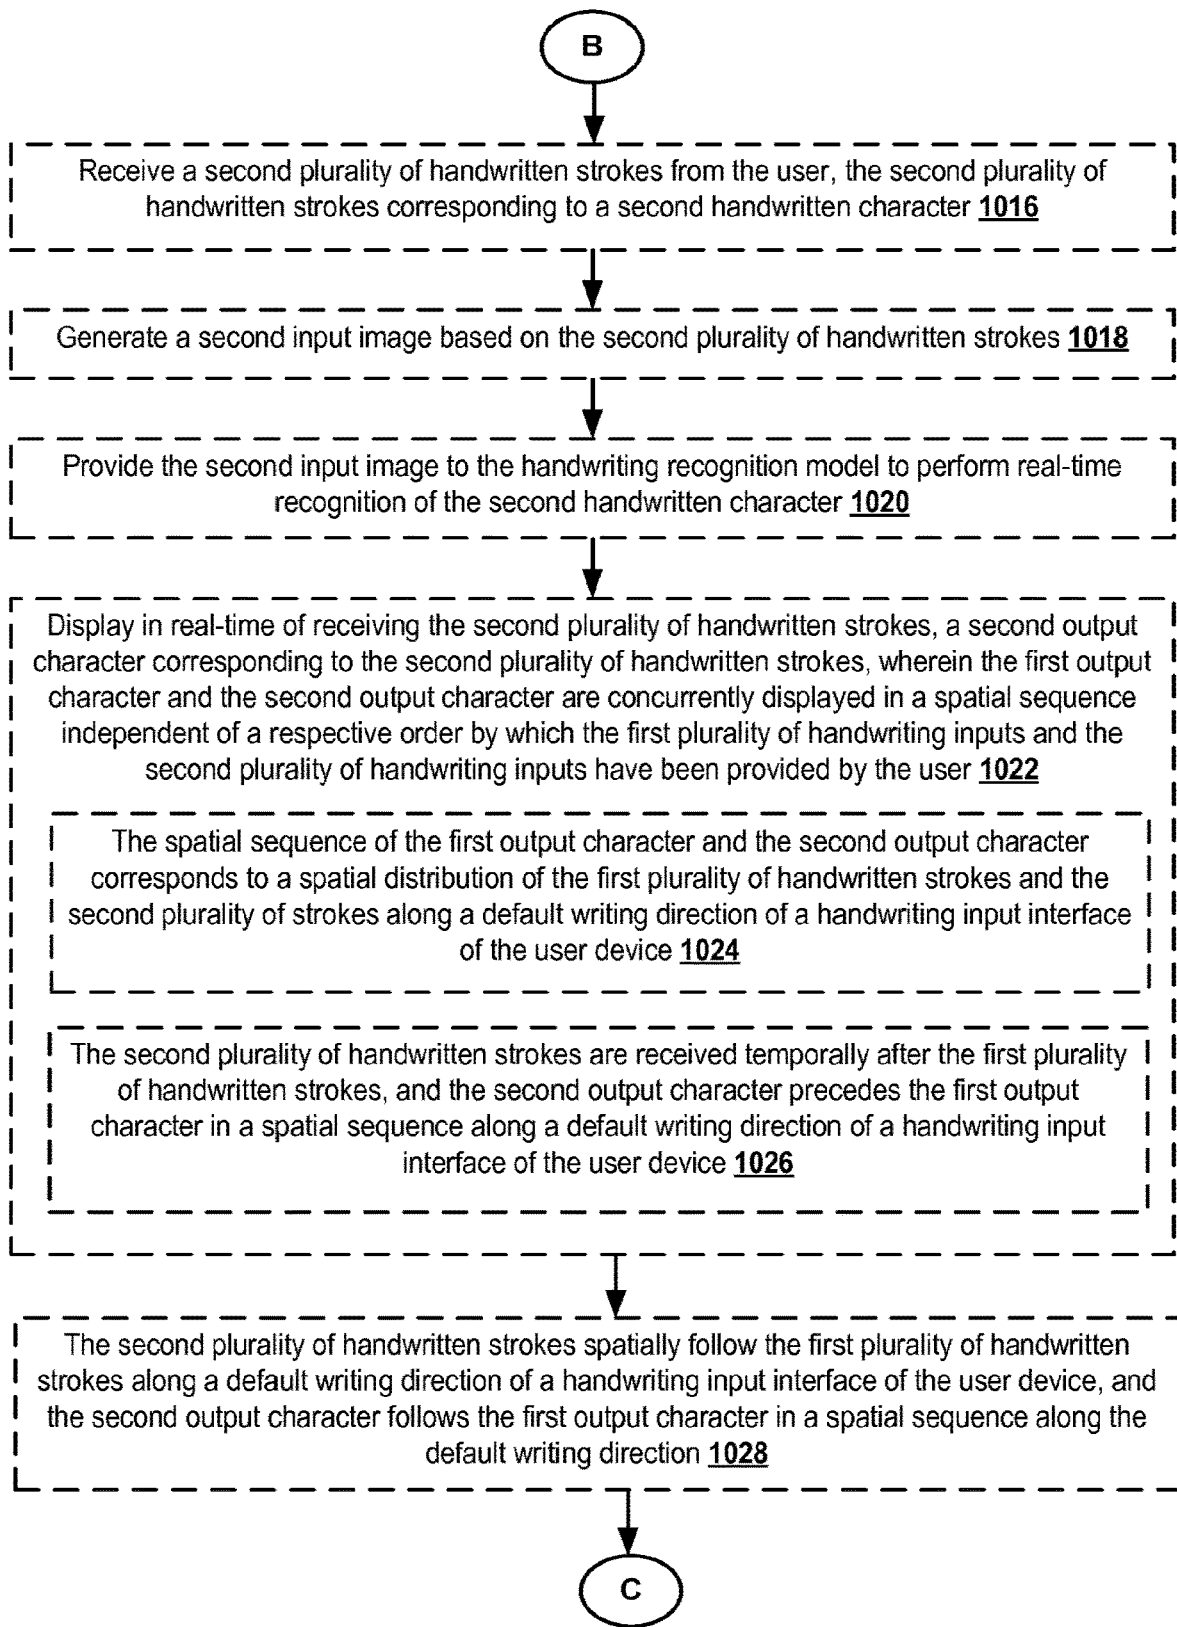 B
Receive a second plurality of handwritten strokes from the user, the second plurality of
handwritten strokes corresponding to a second handwritten character 1016
Generate a second input image based on the second plurality of handwritten strokes 1018
Provide the second input image to the handwriting recognition model to perform real-time
recognition of the second handwritten character 1020
Display in real-time of receiving the second plurality of handwritten strokes, a second output
character corresponding to the second plurality of handwritten strokes, wherein the first output
character and the second output character are concurrently displayed in a spatial sequence
independent of a respective order by which the first plurality of handwriting inputs and the
second plurality of handwriting inputs have been provided by the user 1022
The spatial sequence of the first output character and the second output character
corresponds to a spatial distribution of the first plurality of handwritten strokes and the
second plurality of strokes along a default writing direction of a handwriting input interface
of the user device 1024
The second plurality of handwritten strokes are received temporally after the first plurality
of handwritten strokes, and the second output character precedes the first output
character in a spatial sequence along a default writing direction of a handwriting input
interface of the user device 1026
The second plurality of handwritten strokes spatially follow the first plurality of handwritten
strokes along a default writing direction of a handwriting input interface of the user device, and
the second output character follows the first output character in a spatial sequence along the
default writing direction 1028
C